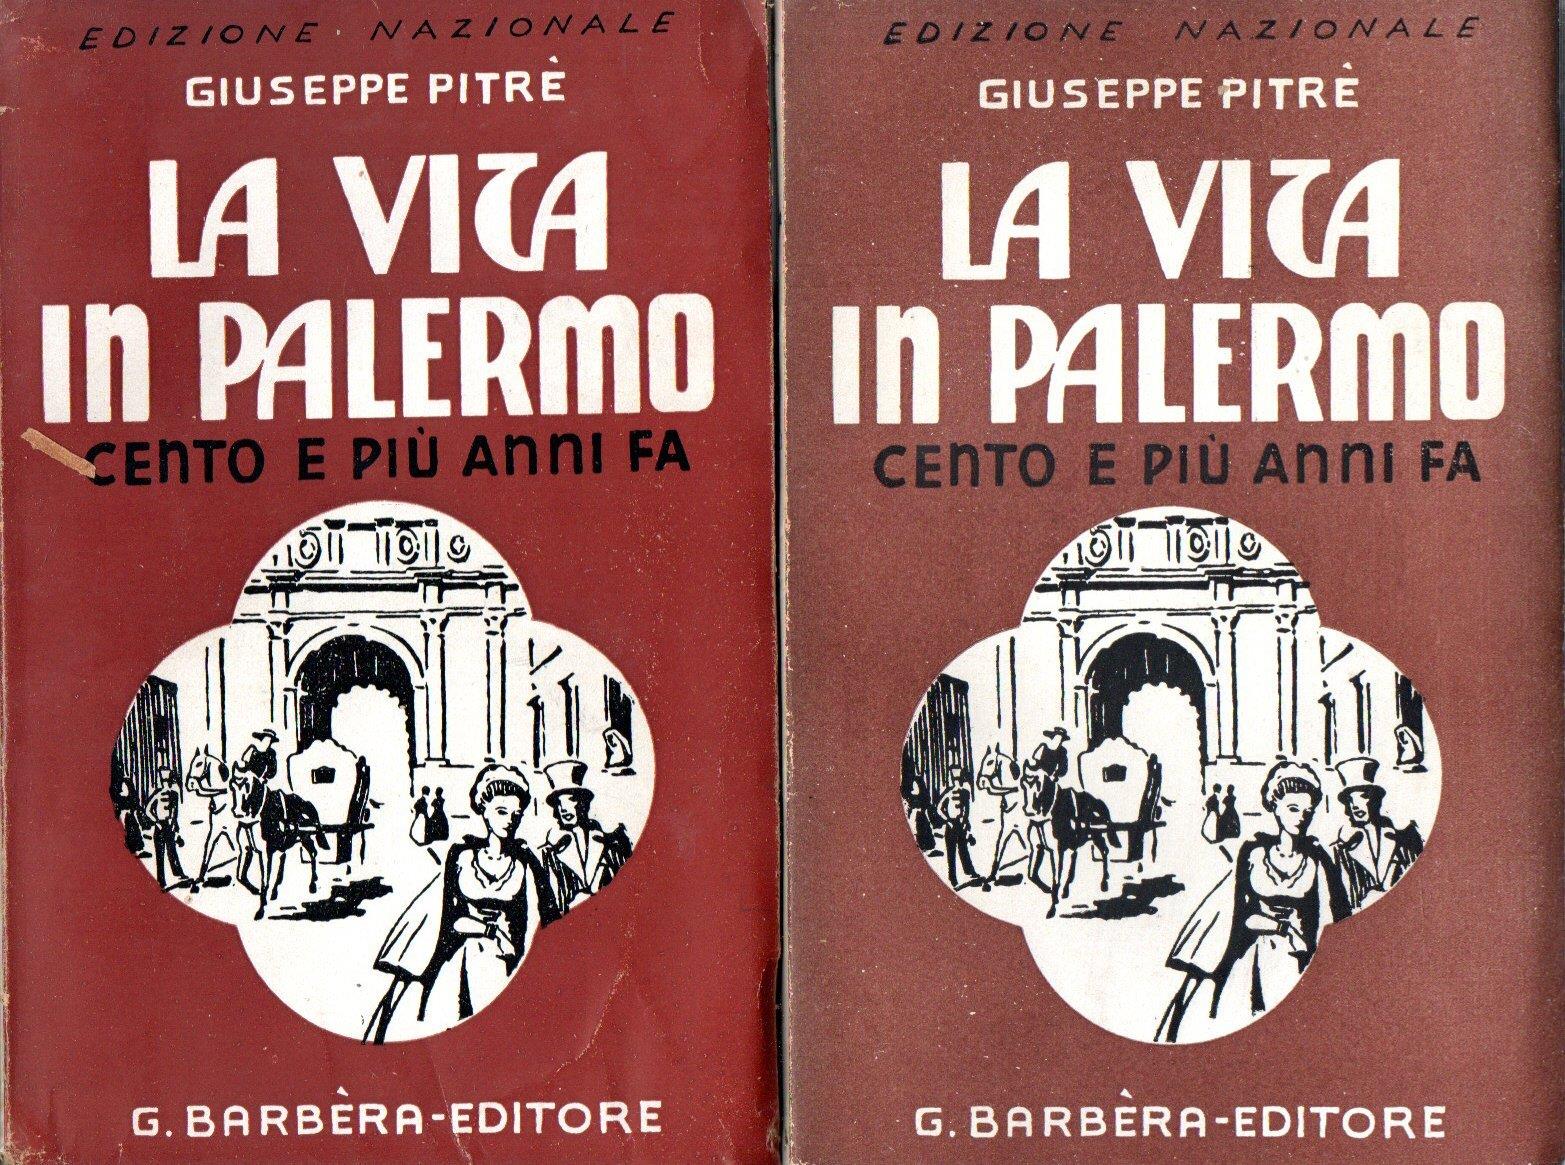 EDIZIONE NAZIONALE
GIUSEPPE PITRÈ
LA VITA
IN PALERMO
CENTO E PIÙ ANNI FA
G. BARBÈRA-EDITORE
EDIZIONE NAZIONALE
GIUSEPPE PITRÈ
LA VITA
IN PALERMO
CENTO E PIÙ ANNI FA
G. BARBÈRA-EDITORE